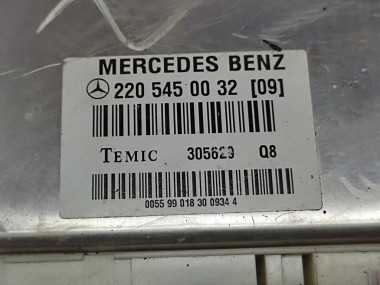 MERCEDES BENZ
220 545 00 32 [09]
TEMIC 305629 Q8
0055 99 018 30 0934 4